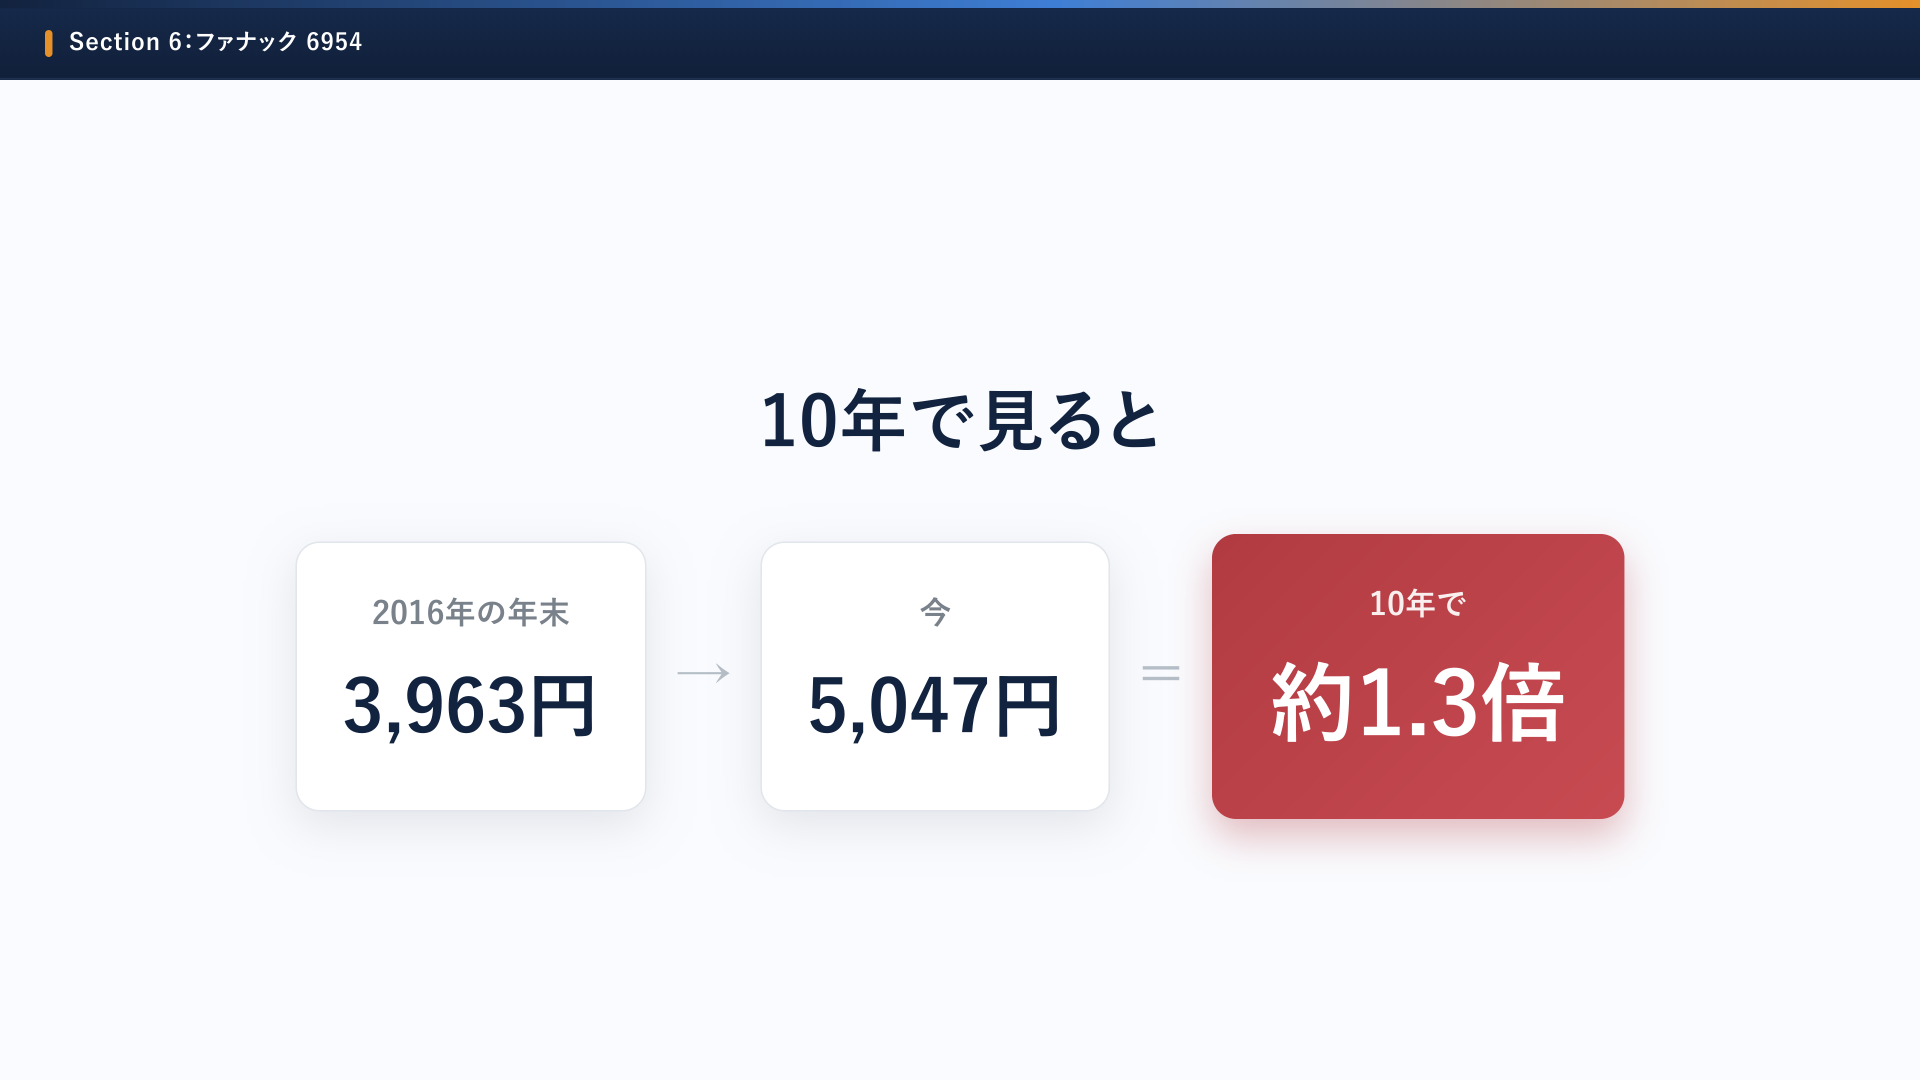 Section 6：ファナック 6954
10年で見ると
2016年の年末
3,963円
→
今
5,047円
＝
10年で
約1.3倍